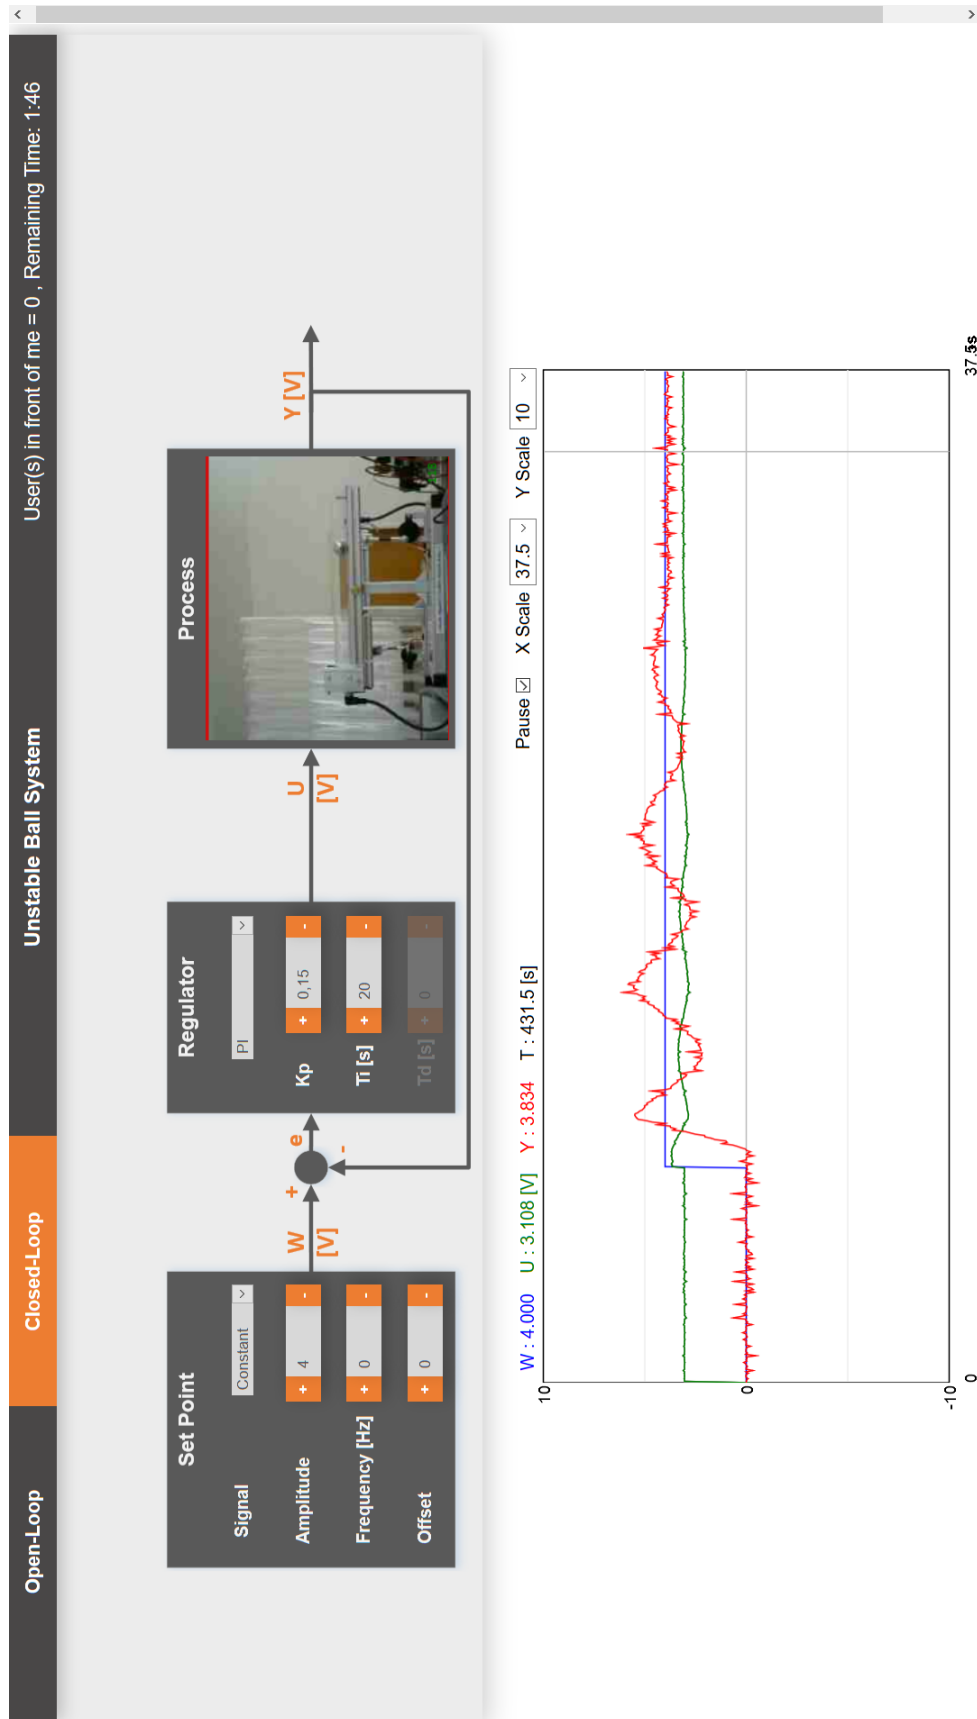 Open-Loop
Closed-Loop
Unstable Ball System
User(s) in front of me = 0 , Remaining Time: 1:46
Set Point
Signal
Constant
Amplitude
+ 4 -
Frequency [Hz]
+ 0 -
Offset
+ 0 -
W
[V]
+
e
-
Regulator
PI
Kp
+ 0,15 -
Ti [s]
+ 20 -
Td [s]
+ 0 -
U
[V]
Process
Y [V]
W : 4.000 U : 3.108 [V] Y : 3.834 T : 431.5 [s]
Pause X Scale 37.5 Y Scale 10
10
0
-10
0
37.5s